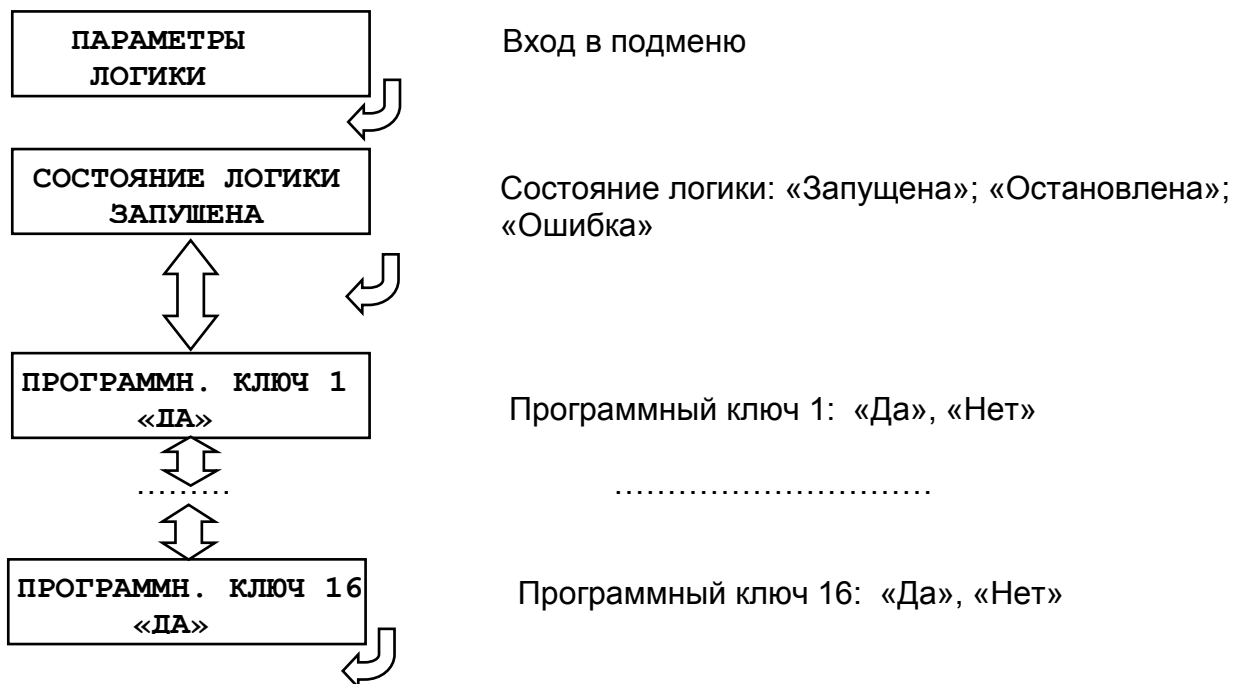 ПАРАМЕТРЫ
ЛОГИКИ
Вход в подменю
СОСТОЯНИЕ ЛОГИКИ
ЗАПУЩЕНА
Состояние логики: «Запущена»; «Остановлена»;
«Ошибка»
ПРОГРАММН. КЛЮЧ 1
«ДА»
Программный ключ 1: «Да», «Нет»
………
…………………………
ПРОГРАММН. КЛЮЧ 16
«ДА»
Программный ключ 16: «Да», «Нет»